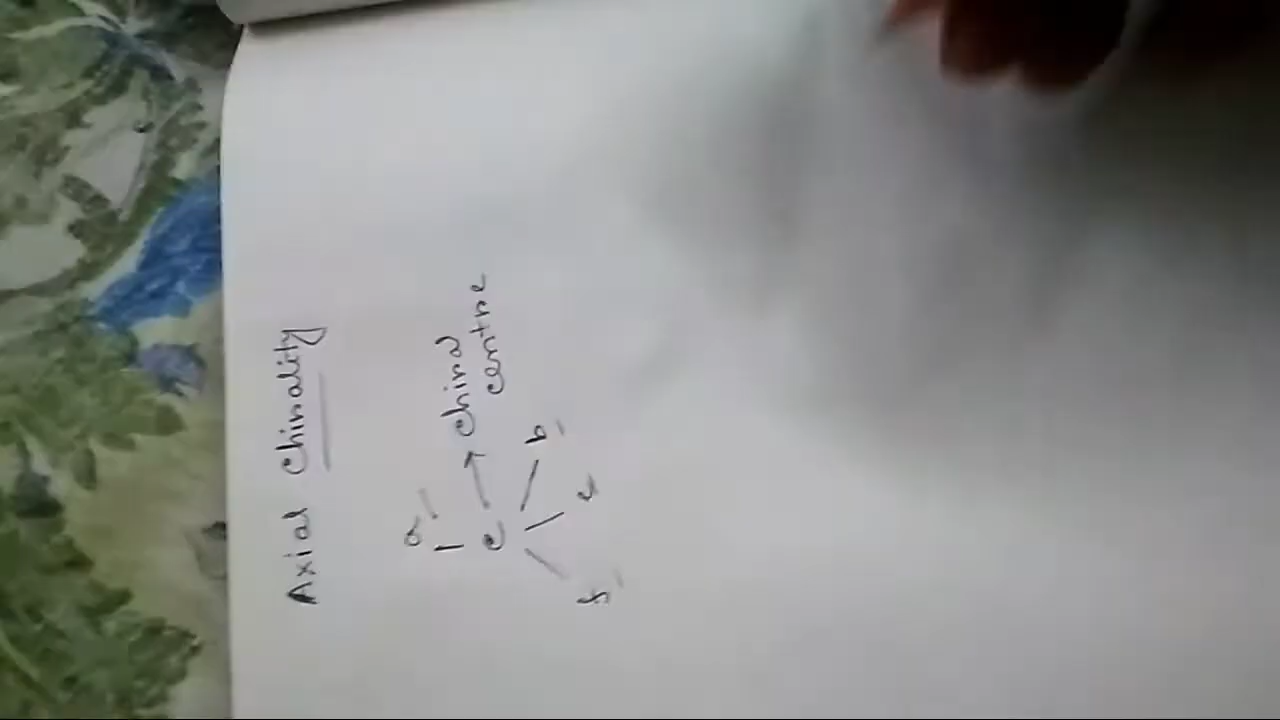 Axial Chirality
a
C → chiral
centre
b
c